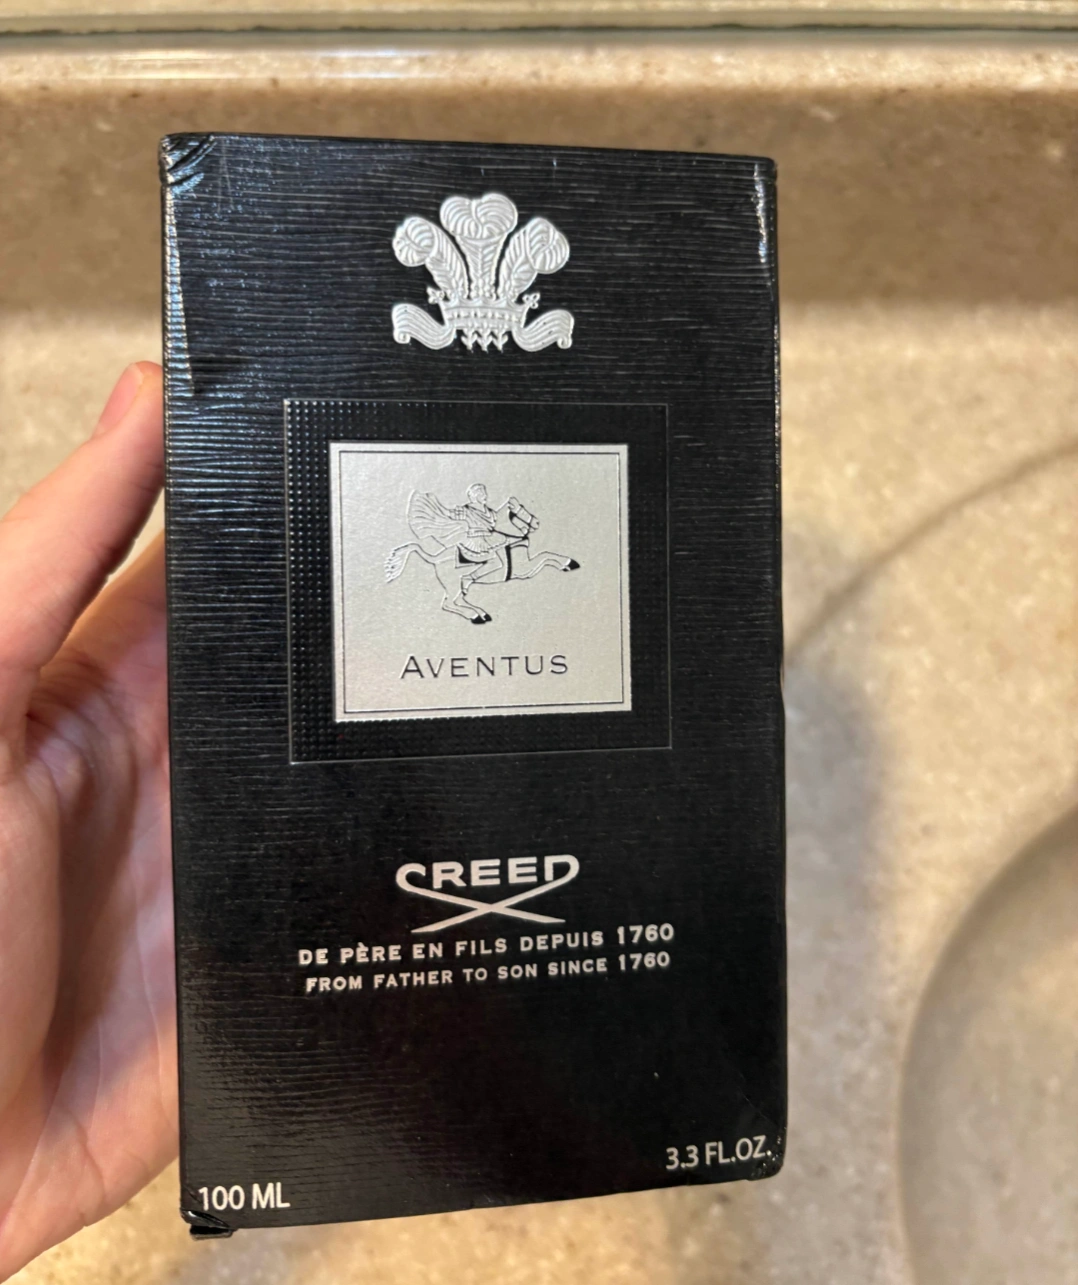 AVENTUS
CREED
DE PÈRE EN FILS DEPUIS 1760
FROM FATHER TO SON SINCE 1760
3.3 FL.OZ.
100 ML